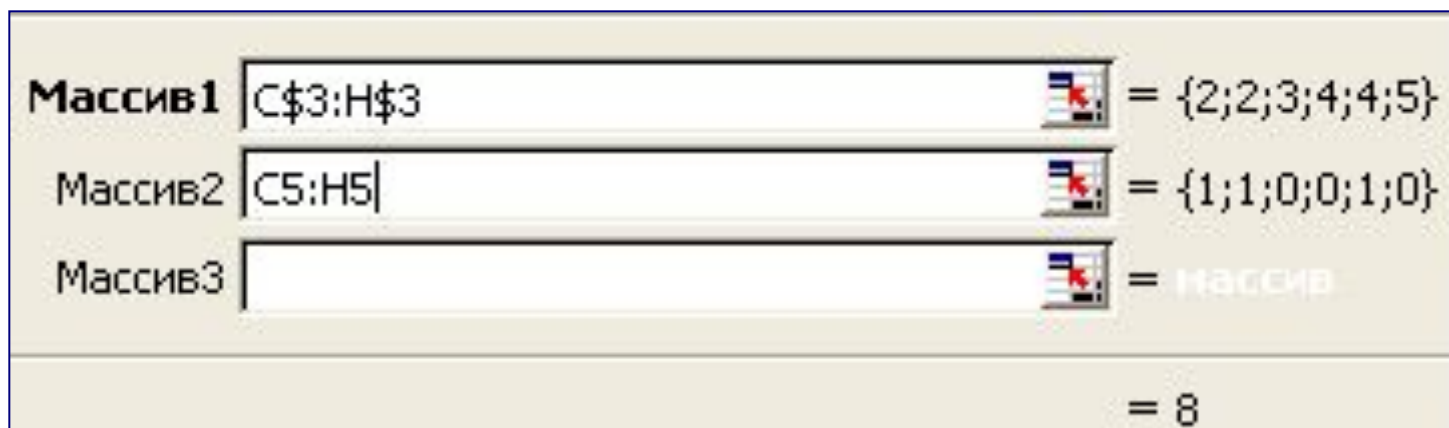 Массив1 C$3:H$3 = {2;2;3;4;4;5}
Массив2 C5:H5 = {1;1;0;0;1;0}
Массив3 = массив
= 8